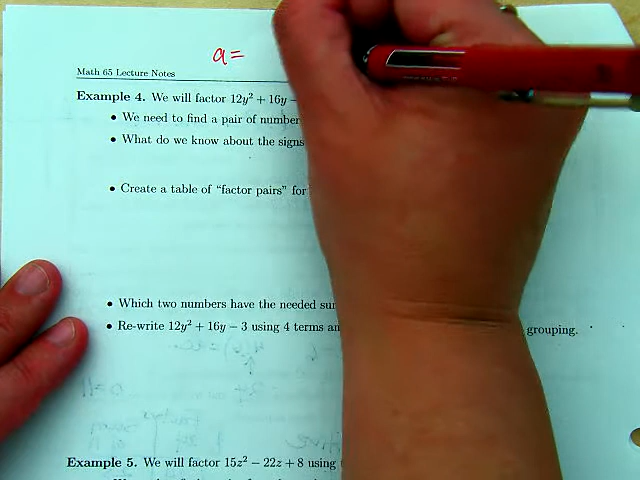 a=
Math 65 Lecture Notes
Example 4. We will factor 12y² + 16y −
• We need to find a pair of number
• What do we know about the signs
• Create a table of "factor pairs" for
• Which two numbers have the needed
• Re-write 12y² + 16y − 3 using 4 terms grouping.
Example 5. We will factor 15z² − 22z + 8 using